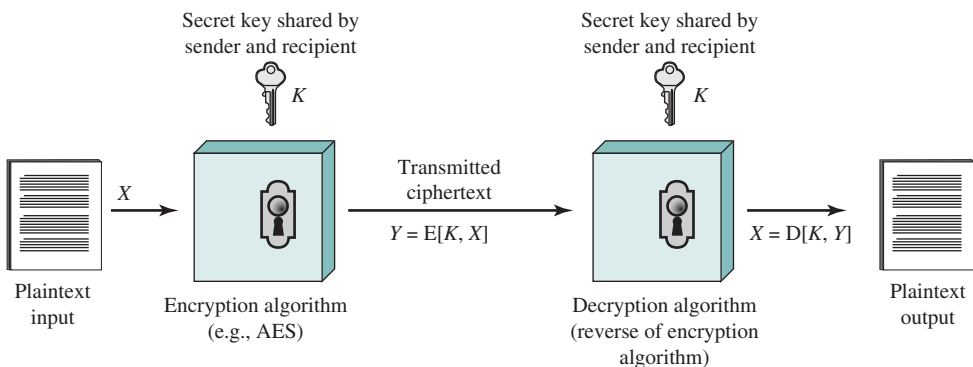 Secret key shared by
sender and recipient
K
Secret key shared by
sender and recipient
K
X
Transmitted
ciphertext
Y = E[K, X]
X = D[K, Y]
Plaintext
input
Encryption algorithm
(e.g., AES)
Decryption algorithm
(reverse of encryption
algorithm)
Plaintext
output